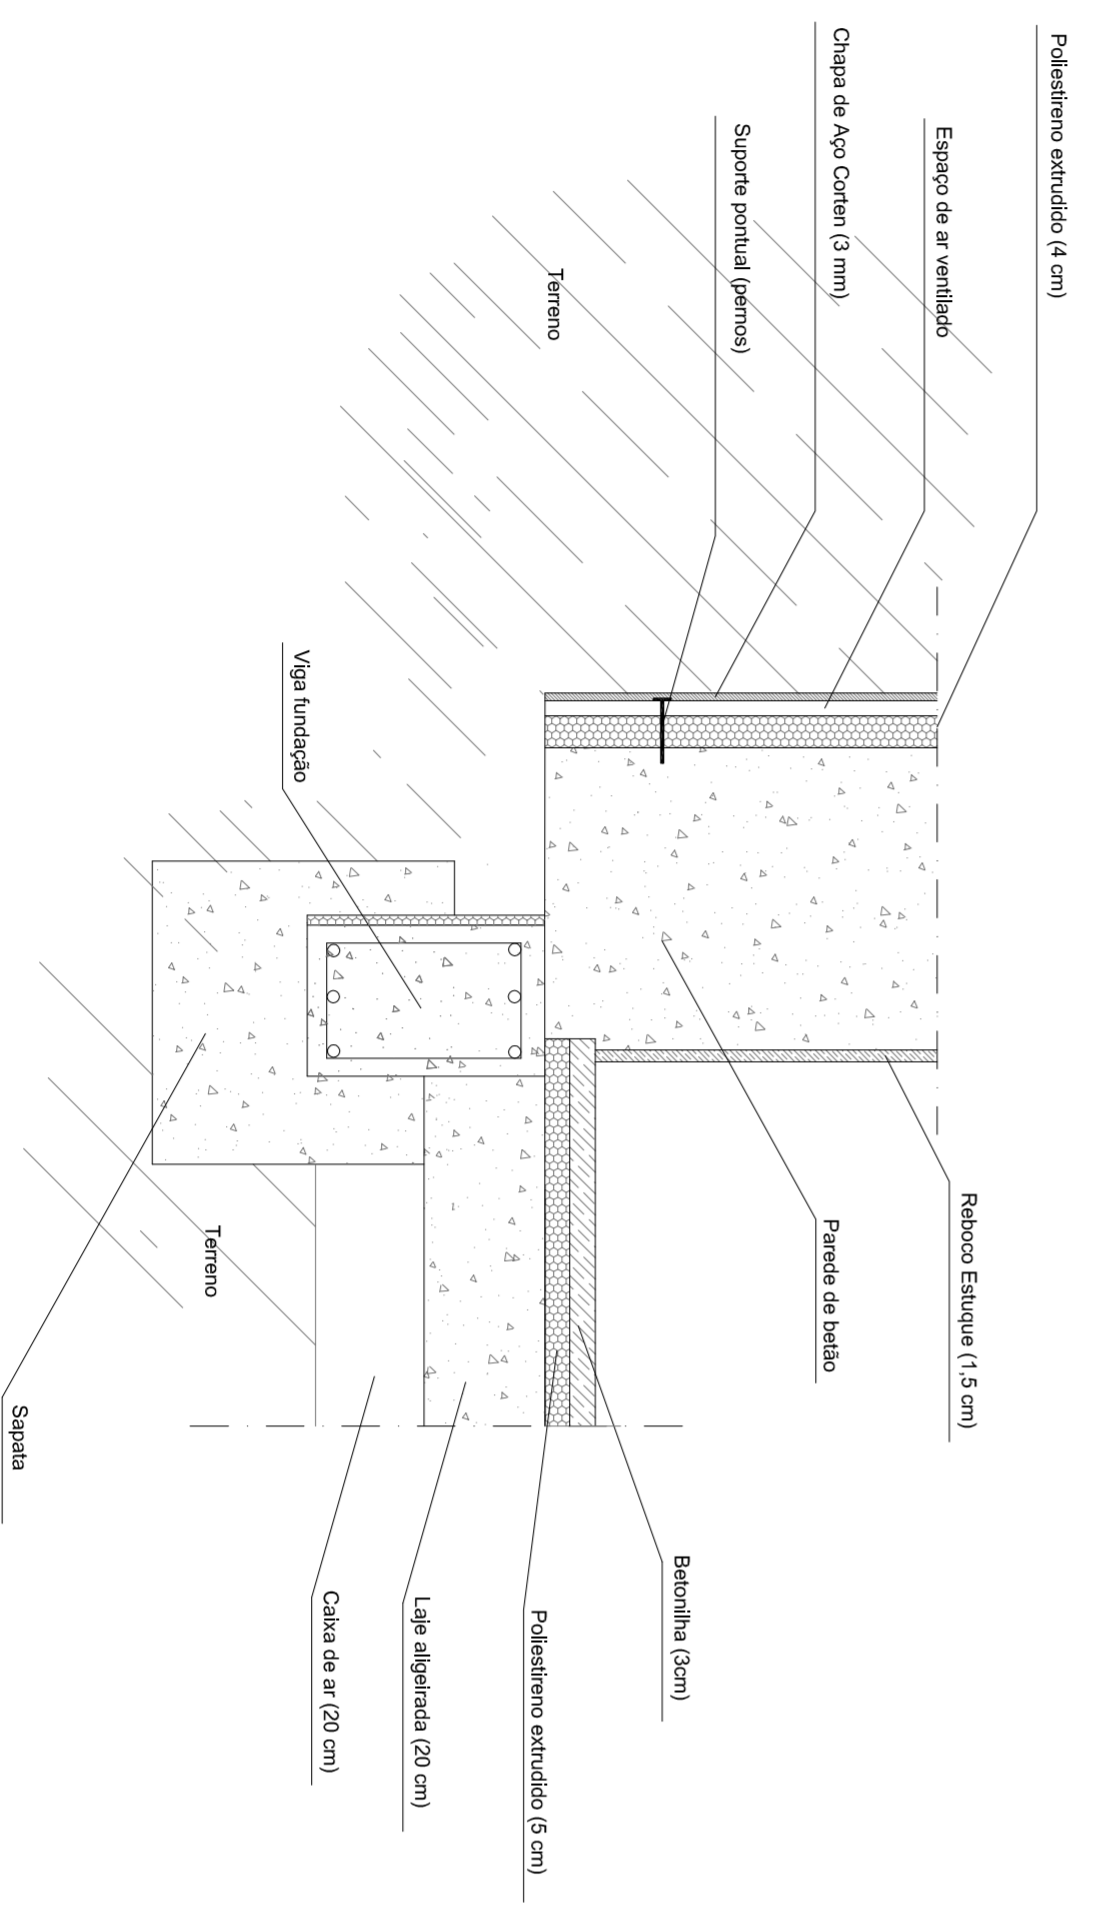 Poliestireno extrudido (4 cm)
Espaço de ar ventilado
Chapa de Aço Corten (3 mm)
Suporte pontual (pernos)
Terreno
Viga fundação
Reboco Estuque (1,5 cm)
Parede de betão
Betonilha (3cm)
Poliestireno extrudido (5 cm)
Laje aligeirada (20 cm)
Caixa de ar (20 cm)
Terreno
Sapata